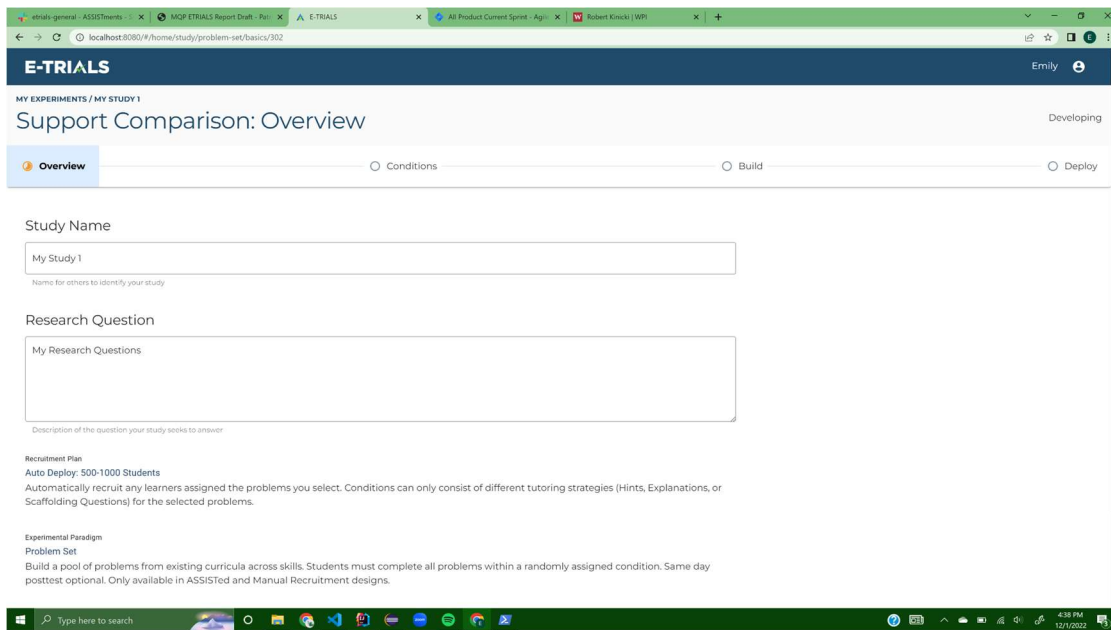 etrials-general - ASSISTments - S
MQP ETRIALS Report Draft - Pat
E-TRIALS
All Product Current Sprint - Agile
Robert Kinicki | WPI
localhost:8080/#/home/study/problem-set/basics/302
E
E-TRIALS
Emily
MY EXPERIMENTS / MY STUDY 1
Support Comparison: Overview
Developing
Overview
Conditions
Build
Deploy
Study Name
My Study 1
Name for others to identify your study
Research Question
My Research Questions
Description of the question your study seeks to answer
Recruitment Plan
Auto Deploy: 500-1000 Students
Automatically recruit any learners assigned the problems you select. Conditions can only consist of different tutoring strategies (Hints, Explanations, or
Scaffolding Questions) for the selected problems.
Experimental Paradigm
Problem Set
Build a pool of problems from existing curricula across skills. Students must complete all problems within a randomly assigned condition. Same day
posttest optional. Only available in ASSISTed and Manual Recruitment designs.
Type here to search
4:38 PM
12/1/2022